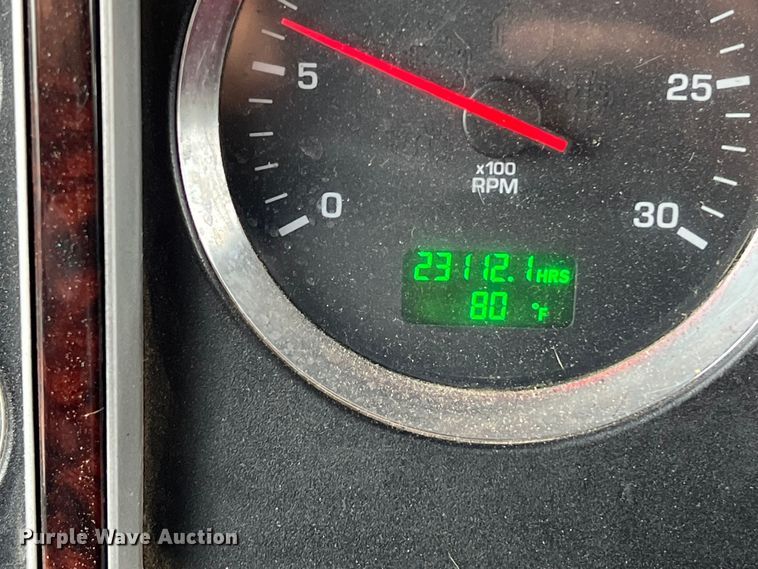 5
25
x100
RPM
0
30
23112.1 HRS
80 °F
Purple Wave Auction